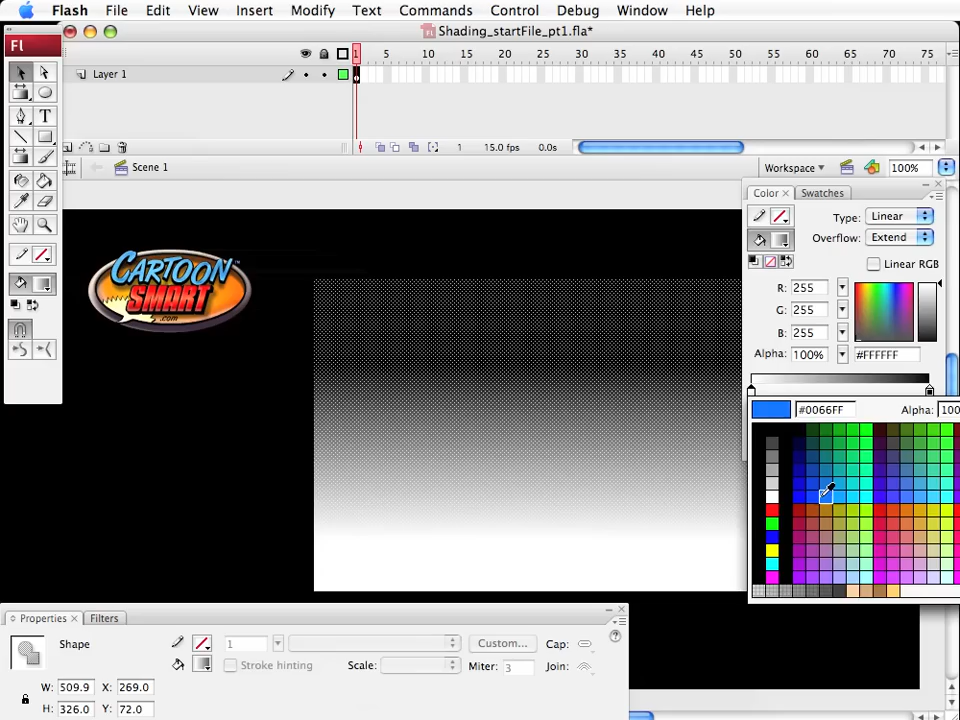 Flash File Edit View Insert Modify Text Commands Control Debug Window Help
Shading_startFile_pt1.fla*
Fl
1 5 10 15 20 25 30 35 40 45 50 55 60 65 70 75
Layer 1
1 15.0 fps 0.0s
Scene 1
Workspace 100%
Color × Swatches
Type: Linear
Overflow: Extend
Linear RGB
R: 255
G: 255
B: 255
Alpha: 100% #FFFFFF
#0066FF Alpha: 100
CARTOON™
SMART
.com
Properties × Filters
Shape
1 Custom... Cap:
Stroke hinting Scale: Miter: 3 Join:
W: 509.9 X: 269.0
H: 326.0 Y: 72.0